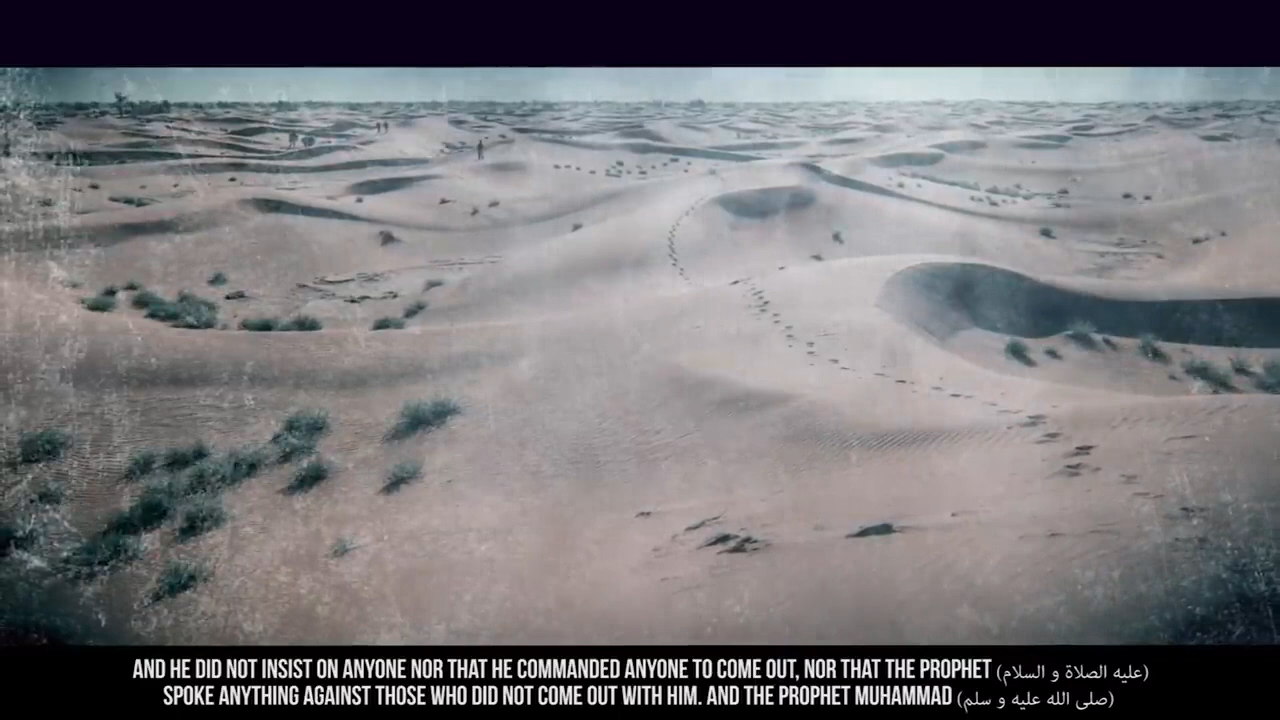 AND HE DID NOT INSIST ON ANYONE NOR THAT HE COMMANDED ANYONE TO COME OUT, NOR THAT THE PROPHET (عليه الصلاة و السلام)
SPOKE ANYTHING AGAINST THOSE WHO DID NOT COME OUT WITH HIM. AND THE PROPHET MUHAMMAD (صلى الله عليه و سلم)